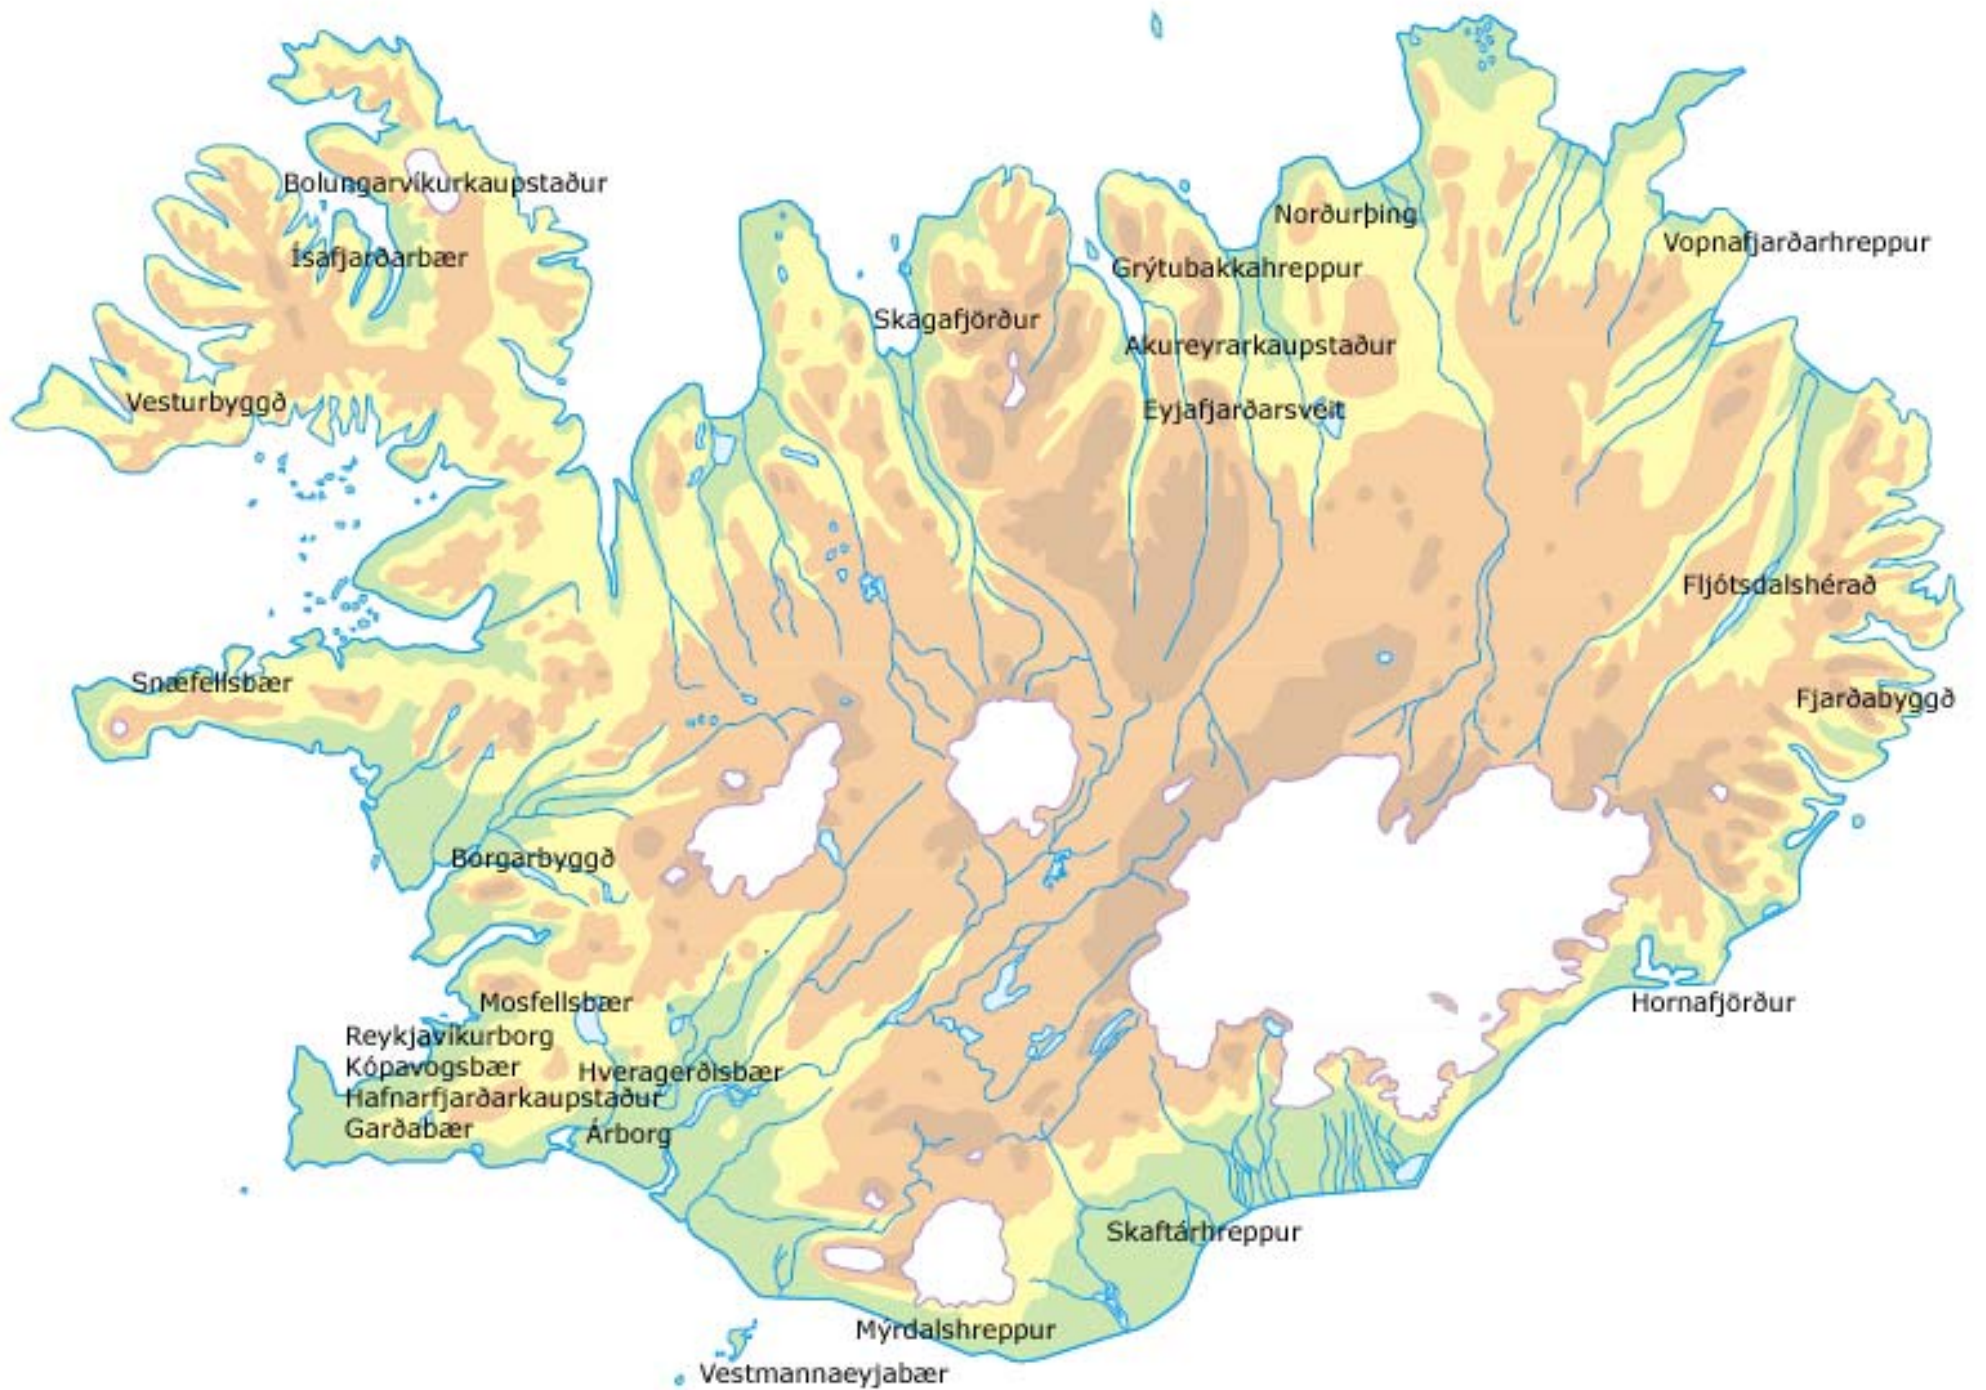 Bolungarvíkurkaupstaður
Norðurþing
Vopnafjarðarhreppur
Ísafjarðarbær
Grýtubakkahreppur
Skagafjörður
Akureyrarkaupstaður
Vesturbyggð
Eyjafjarðarsveit
Fljótsdalshérað
Snæfellsbær
Fjarðabyggð
Borgarbyggð
Mosfellsbær
Hornafjörður
Reykjavíkurborg
Kópavogsbær
Hveragerðisbær
Hafnarfjarðarkaupstaður
Garðabær
Árborg
Skaftárhreppur
Mýrdalshreppur
Vestmannaeyjabær